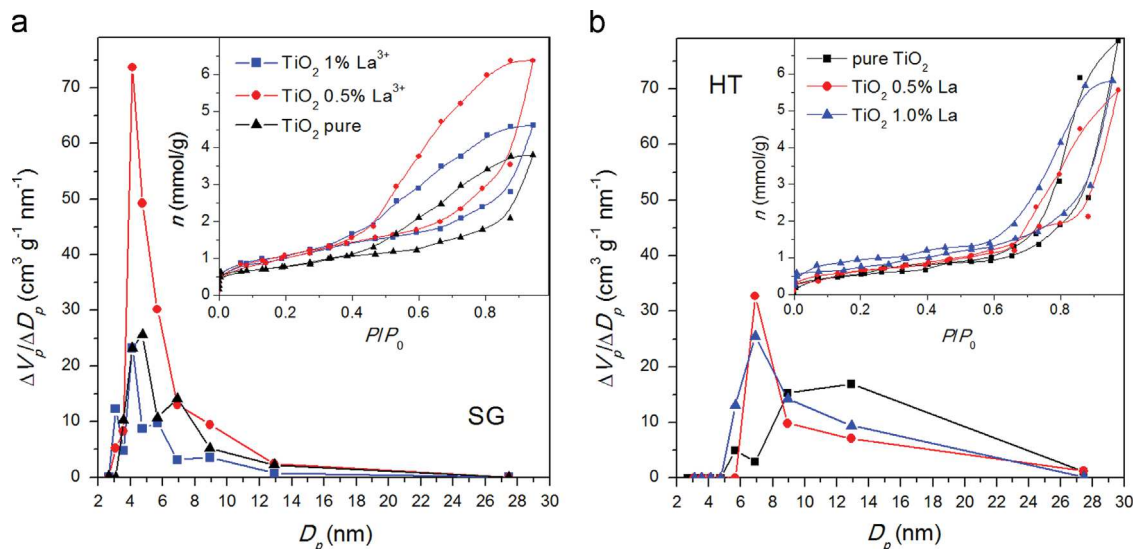 a
ΔV_p/ΔD_p (cm³ g⁻¹ nm⁻¹)
70
60
50
40
30
20
10
0
2 4 6 8 10 12 14 16 18 20 22 24 26 28 30
D_p (nm)
SG
n (mmol/g)
6
5
4
3
2
1
0
0.0 0.2 0.4 0.6 0.8
P/P₀
TiO₂ 1% La³⁺
TiO₂ 0.5% La³⁺
TiO₂ pure
b
ΔV_p/ΔD_p (cm³ g⁻¹ nm⁻¹)
70
60
50
40
30
20
10
0
2 4 6 8 10 12 14 16 18 20 22 24 26 28 30
D_p (nm)
HT
n (mmol/g)
6
5
4
3
2
1
0
0.0 0.2 0.4 0.6 0.8
P/P₀
pure TiO₂
TiO₂ 0.5% La
TiO₂ 1.0% La